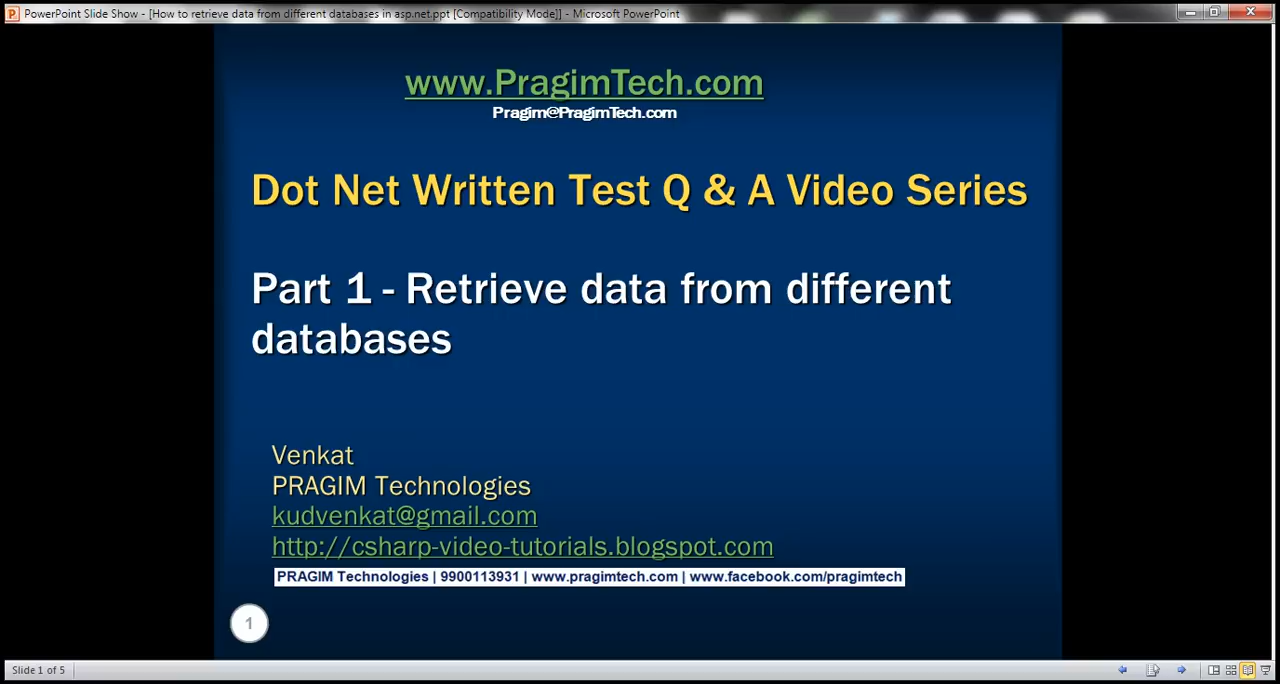 PowerPoint Slide Show - [How to retrieve data from different databases in asp.net.ppt [Compatibility Mode]] - Microsoft PowerPoint
www.PragimTech.com
Pragim@PragimTech.com
Dot Net Written Test Q & A Video Series
Part 1 - Retrieve data from different
databases
Venkat
PRAGIM Technologies
kudvenkat@gmail.com
http://csharp-video-tutorials.blogspot.com
PRAGIM Technologies | 9900113931 | www.pragimtech.com | www.facebook.com/pragimtech
1
Slide 1 of 5